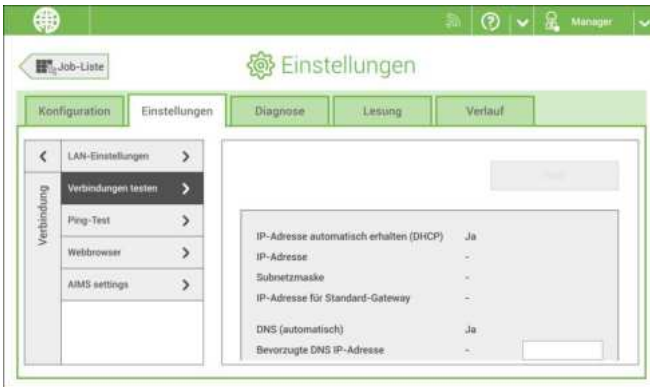 Manager
Job-Liste
Einstellungen
Konfiguration
Einstellungen
Diagnose
Lesung
Verlauf
Verbindung
LAN-Einstellungen
Verbindungen testen
Ping-Test
Webbrowser
AIMS settings
IP-Adresse automatisch erhalten (DHCP) Ja
IP-Adresse -
Subnetzmaske -
IP-Adresse für Standard-Gateway -
DNS (automatisch) Ja
Bevorzugte DNS IP-Adresse -